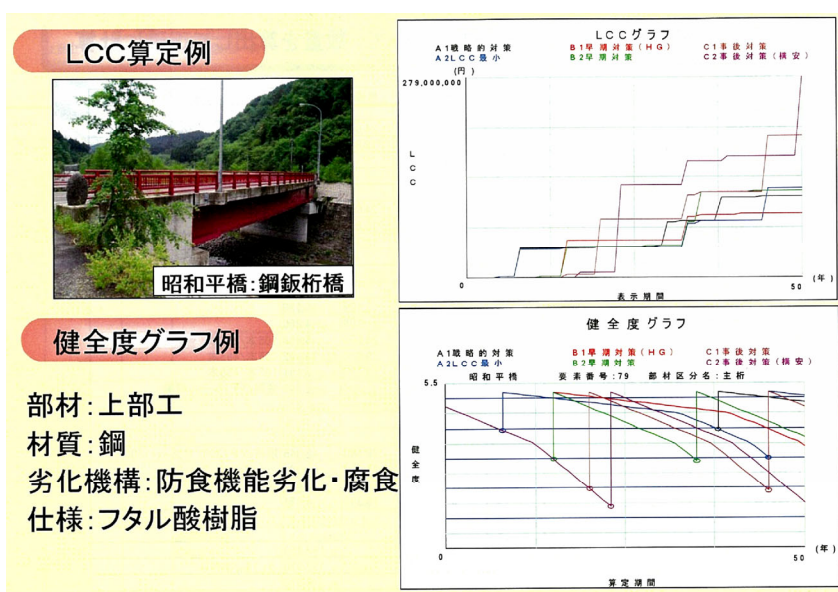 LCC算定例
昭和平橋:鋼鈑桁橋
健全度グラフ例
部材:上部工
材質:鋼
劣化機構:防食機能劣化・腐食
仕様:フタル酸樹脂
LCCグラフ
A1戦略的対策 B1早期対策(HG) C1事後対策
A2LCC最小 B2早期対策 C2事後対策(横安)
(円)
279,000,000
LCC
0 50 (年)
表示期間
健全度グラフ
A1戦略的対策 B1早期対策(HG) C1事後対策
A2LCC最小 B2早期対策 C2事後対策(横安)
昭和平橋 要素番号:79 部材区分名:主桁
5.5
健全度
0 50 (年)
算定期間